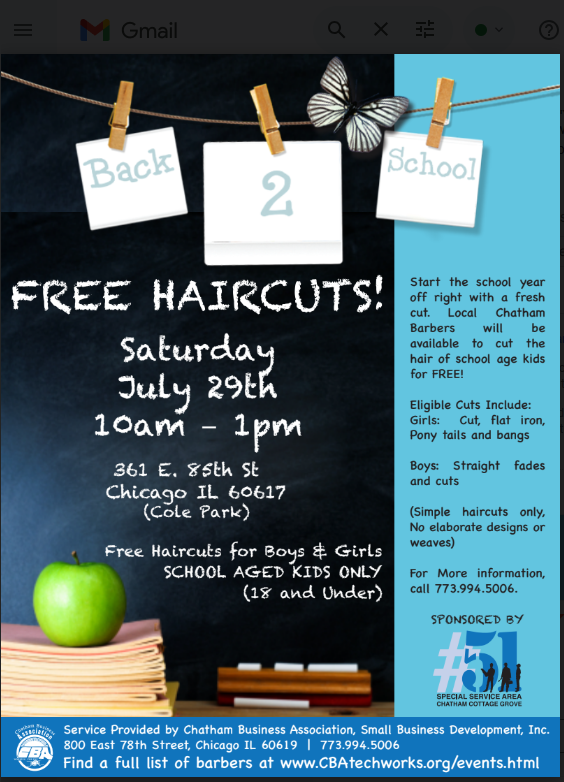 Gmail
Back
2
School
FREE HAIRCUTS!
Saturday
July 29th
10am – 1pm
361 E. 85th St
Chicago IL 60617
(Cole Park)
Free Haircuts for Boys & Girls
SCHOOL AGED KIDS ONLY
(18 and Under)
Start the school year
off right with a fresh
cut. Local Chatham
Barbers will be
available to cut the
hair of school age kids
for FREE!
Eligible Cuts Include:
Girls: Cut, flat iron,
Pony tails and bangs
Boys: Straight fades
and cuts
(Simple haircuts only,
No elaborate designs or
weaves)
For More information,
call 773.994.5006.
SPONSORED BY
#51
SPECIAL SERVICE AREA
CHATHAM COTTAGE GROVE
Chatham Business
Association
CBA
Service Provided by Chatham Business Association, Small Business Development, Inc.
800 East 78th Street, Chicago IL 60619 | 773.994.5006
Find a full list of barbers at www.CBAtechworks.org/events.html